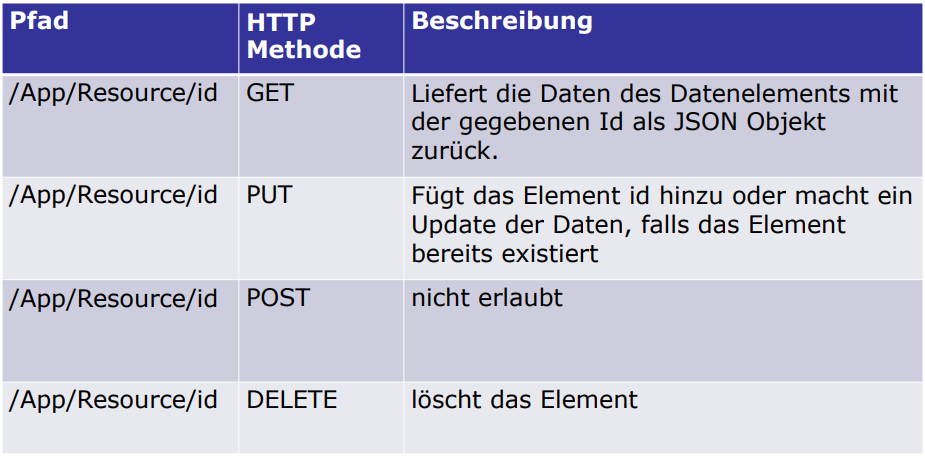 Pfad HTTP Methode Beschreibung
/App/Resource/id GET Liefert die Daten des Datenelements mit
der gegebenen Id als JSON Objekt
zurück.
/App/Resource/id PUT Fügt das Element id hinzu oder macht ein
Update der Daten, falls das Element
bereits existiert
/App/Resource/id POST nicht erlaubt
/App/Resource/id DELETE löscht das Element